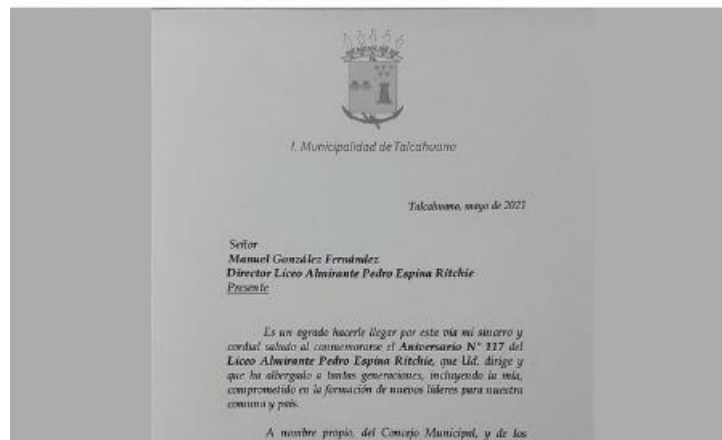 I. Municipalidad de Talcahuano
Talcahuano, mayo de 2021
Señor
Manuel González Fernández
Director Liceo Almirante Pedro Espina Ritchie
Presente
Es un agrado hacerle llegar por esta vía mi sincero y
cordial saludo al conmemorarse el Aniversario N° 117 del
Liceo Almirante Pedro Espina Ritchie, que Ud. dirige y
que ha albergado a tantas generaciones, incluyendo la mía,
comprometido en la formación de nuevos líderes para nuestra
comuna y país.
A nombre propio, del Concejo Municipal, y de los